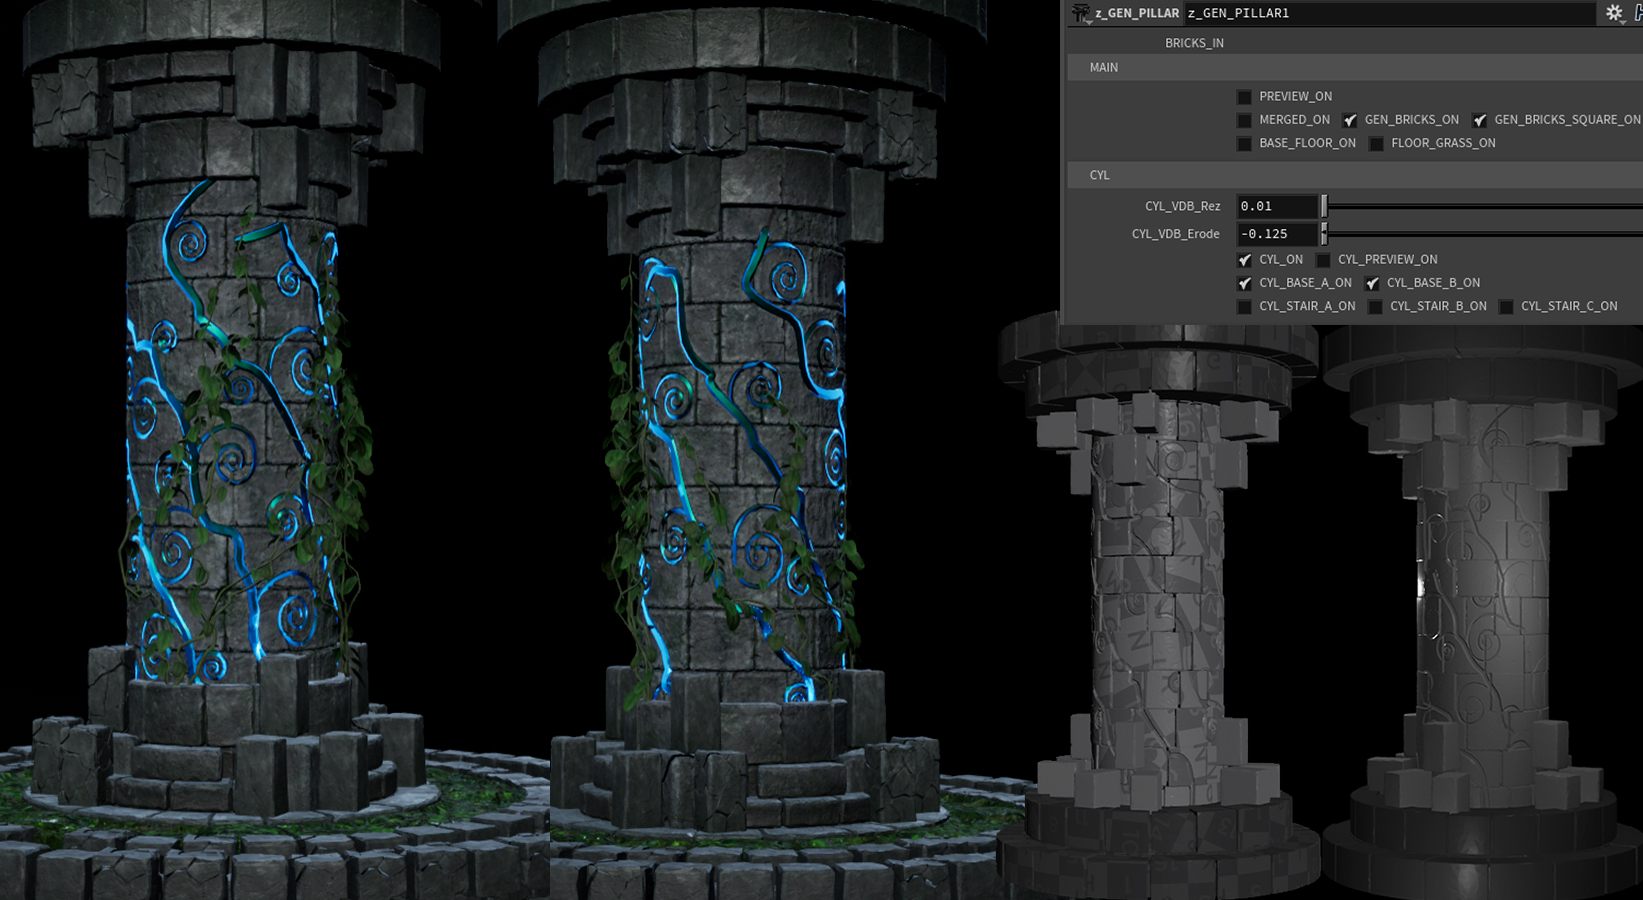 z_GEN_PILLAR z_GEN_PILLAR1
BRICKS_IN
MAIN
PREVIEW_ON
MERGED_ON GEN_BRICKS_ON GEN_BRICKS_SQUARE_ON
BASE_FLOOR_ON FLOOR_GRASS_ON
CYL
CYL_VDB_Rez 0.01
CYL_VDB_Erode -0.125
CYL_ON CYL_PREVIEW_ON
CYL_BASE_A_ON CYL_BASE_B_ON
CYL_STAIR_A_ON CYL_STAIR_B_ON CYL_STAIR_C_ON